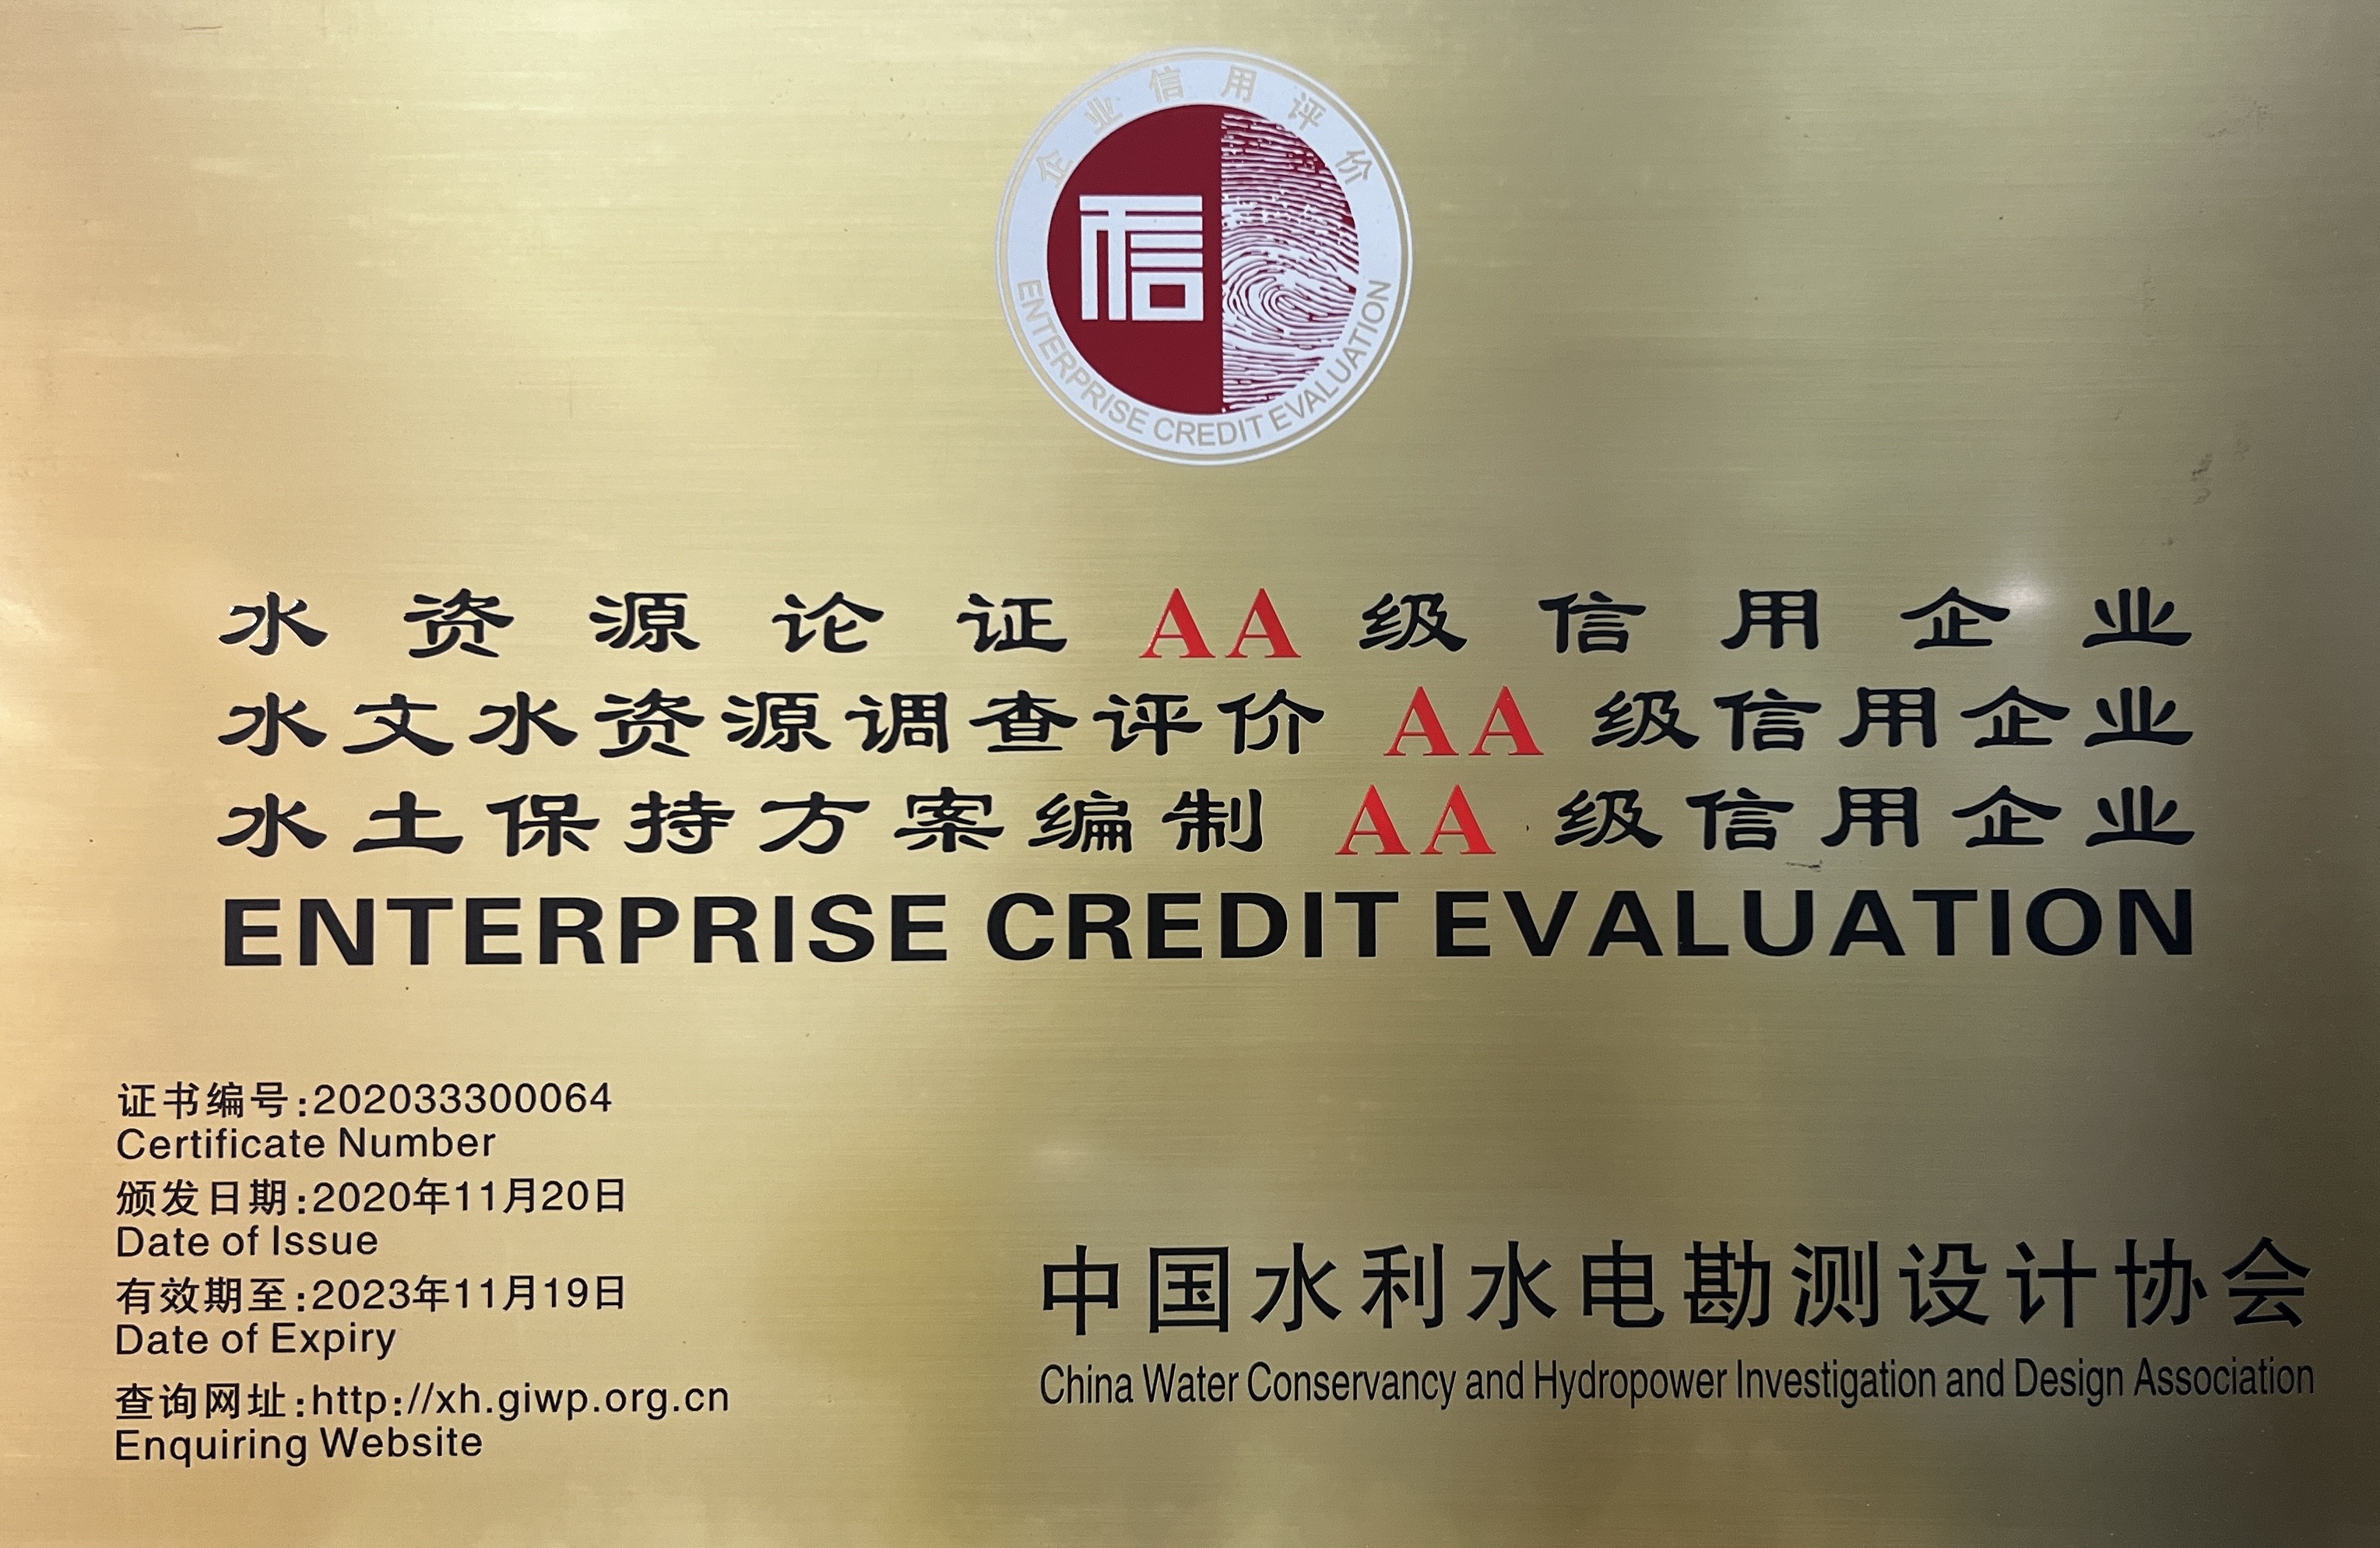 企业信用评价
信
ENTERPRISE CREDIT EVALUATION
水资源论证AA级信用企业
水文水资源调查评价AA级信用企业
水土保持方案编制AA级信用企业
ENTERPRISE CREDIT EVALUATION
证书编号:202033300064
Certificate Number
颁发日期:2020年11月20日
Date of Issue
有效期至:2023年11月19日
Date of Expiry
查询网址:http://xh.giwp.org.cn
Enquiring Website
中国水利水电勘测设计协会
China Water Conservancy and Hydropower Investigation and Design Association